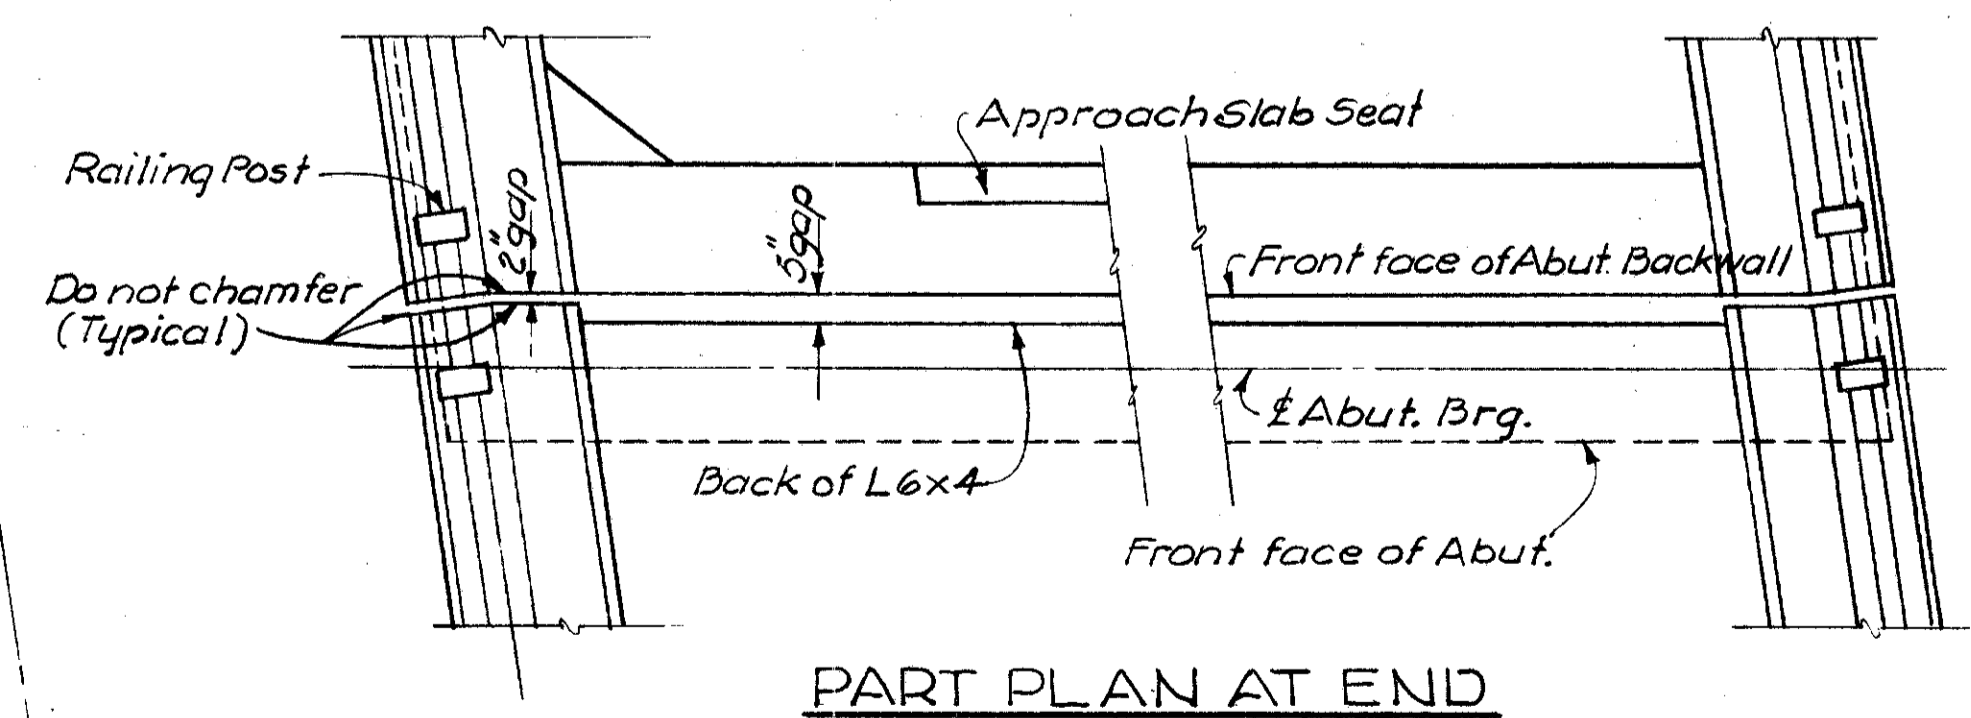 Approach Slab Seat
Railing Post
2" gap
5" gap
Front face of Abut. Backwall
Do not chamfer
(Typical)
℄ Abut. Brg.
Back of L6x4
Front face of Abut.
PART PLAN AT END